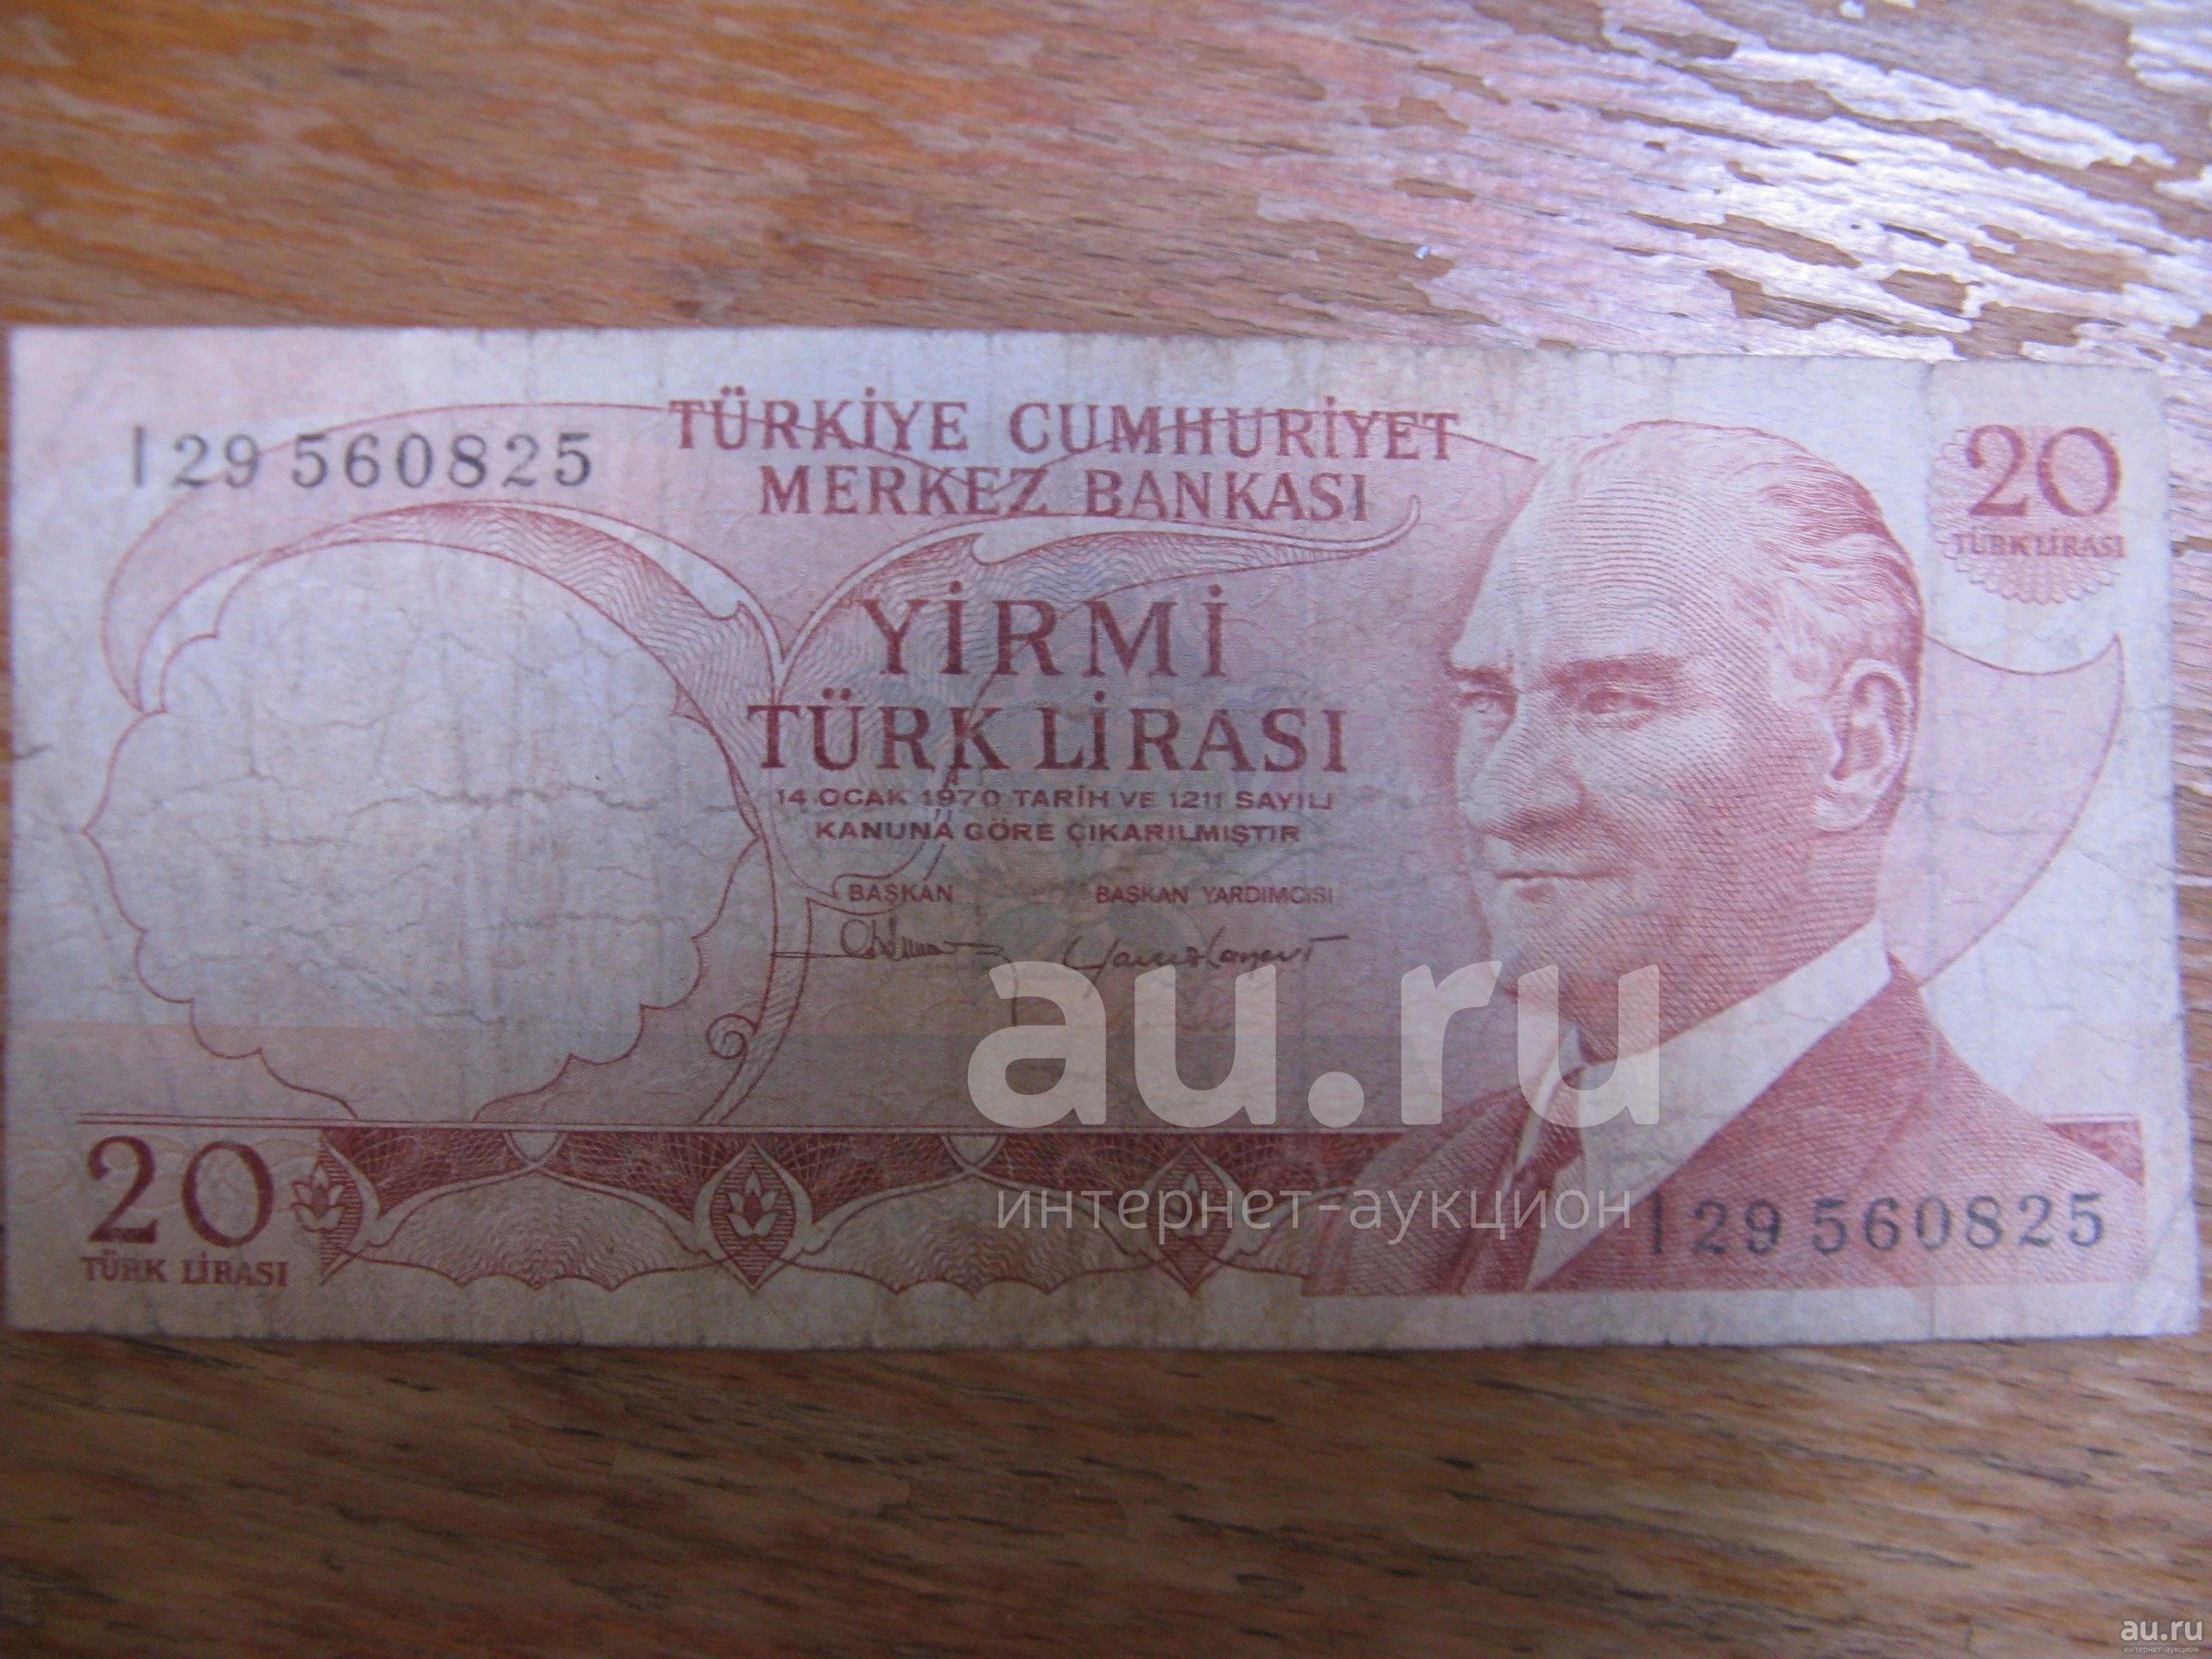 I29 560825
TÜRKİYE CUMHURİYET
MERKEZ BANKASI
20
TÜRK LİRASI
YİRMİ
TÜRK LİRASI
14 OCAK 1970 TARİH VE 1211 SAYILI
KANUNA GÖRE ÇIKARILMIŞTIR
BAŞKAN BAŞKAN YARDIMCISI
au.ru
интернет-аукцион
20
TÜRK LİRASI
I29 560825
au.ru
интернет-аукцион